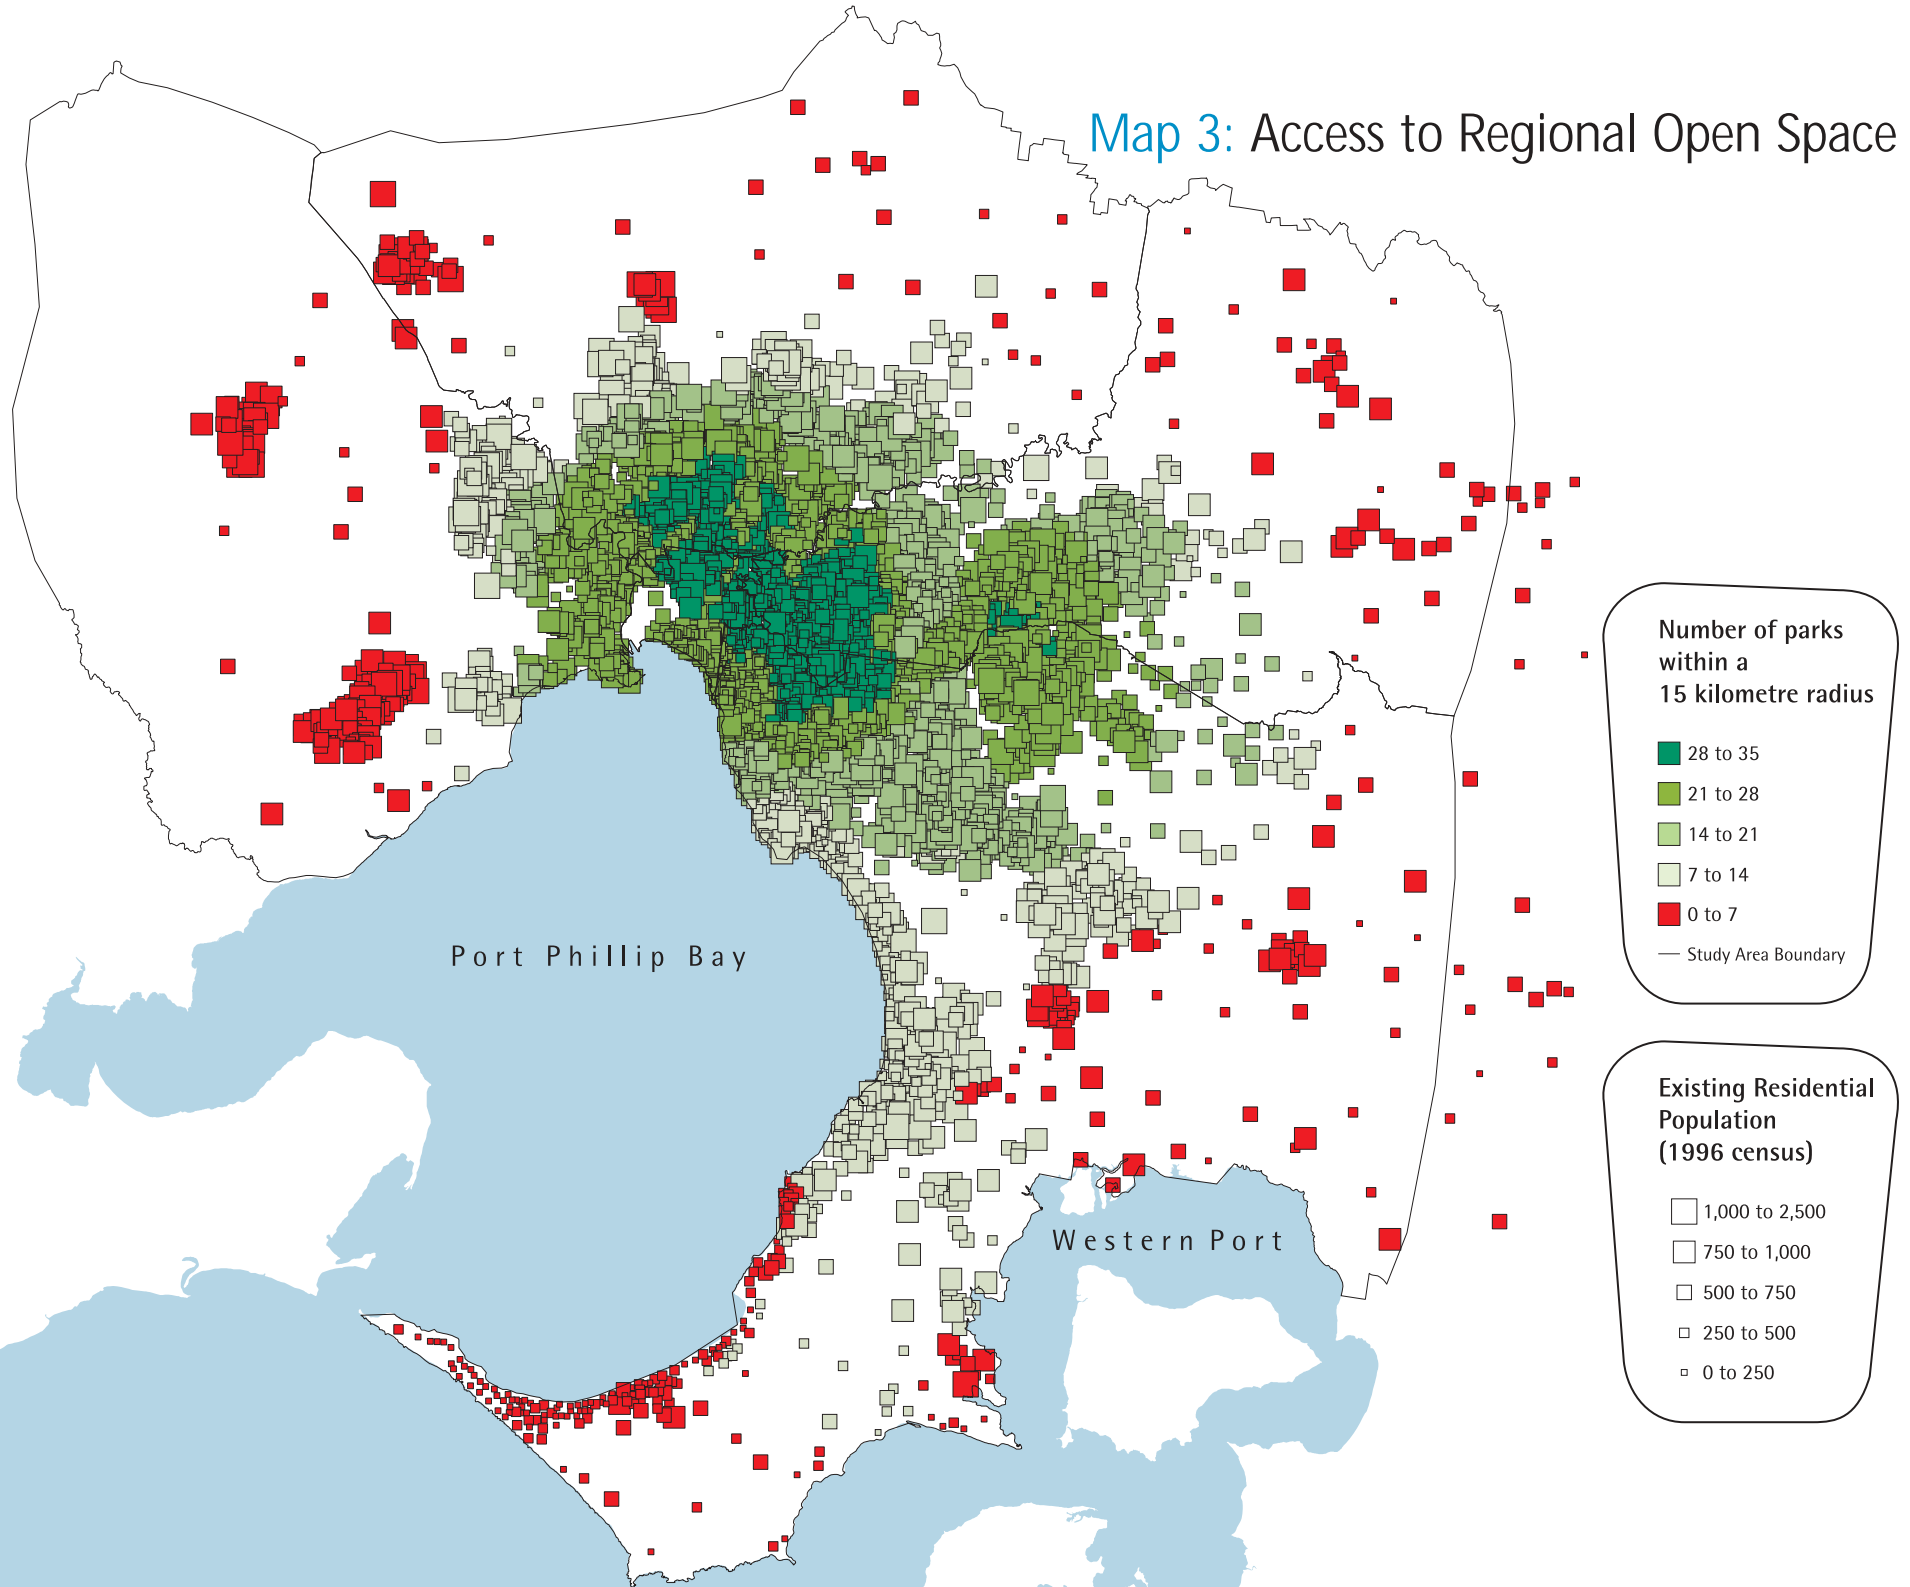 Map 3: Access to Regional Open Space
Number of parks
within a
15 kilometre radius
28 to 35
21 to 28
14 to 21
7 to 14
0 to 7
Study Area Boundary
Port Phillip Bay
Existing Residential
Population
(1996 census)
1,000 to 2,500
750 to 1,000
500 to 750
250 to 500
0 to 250
Western Port